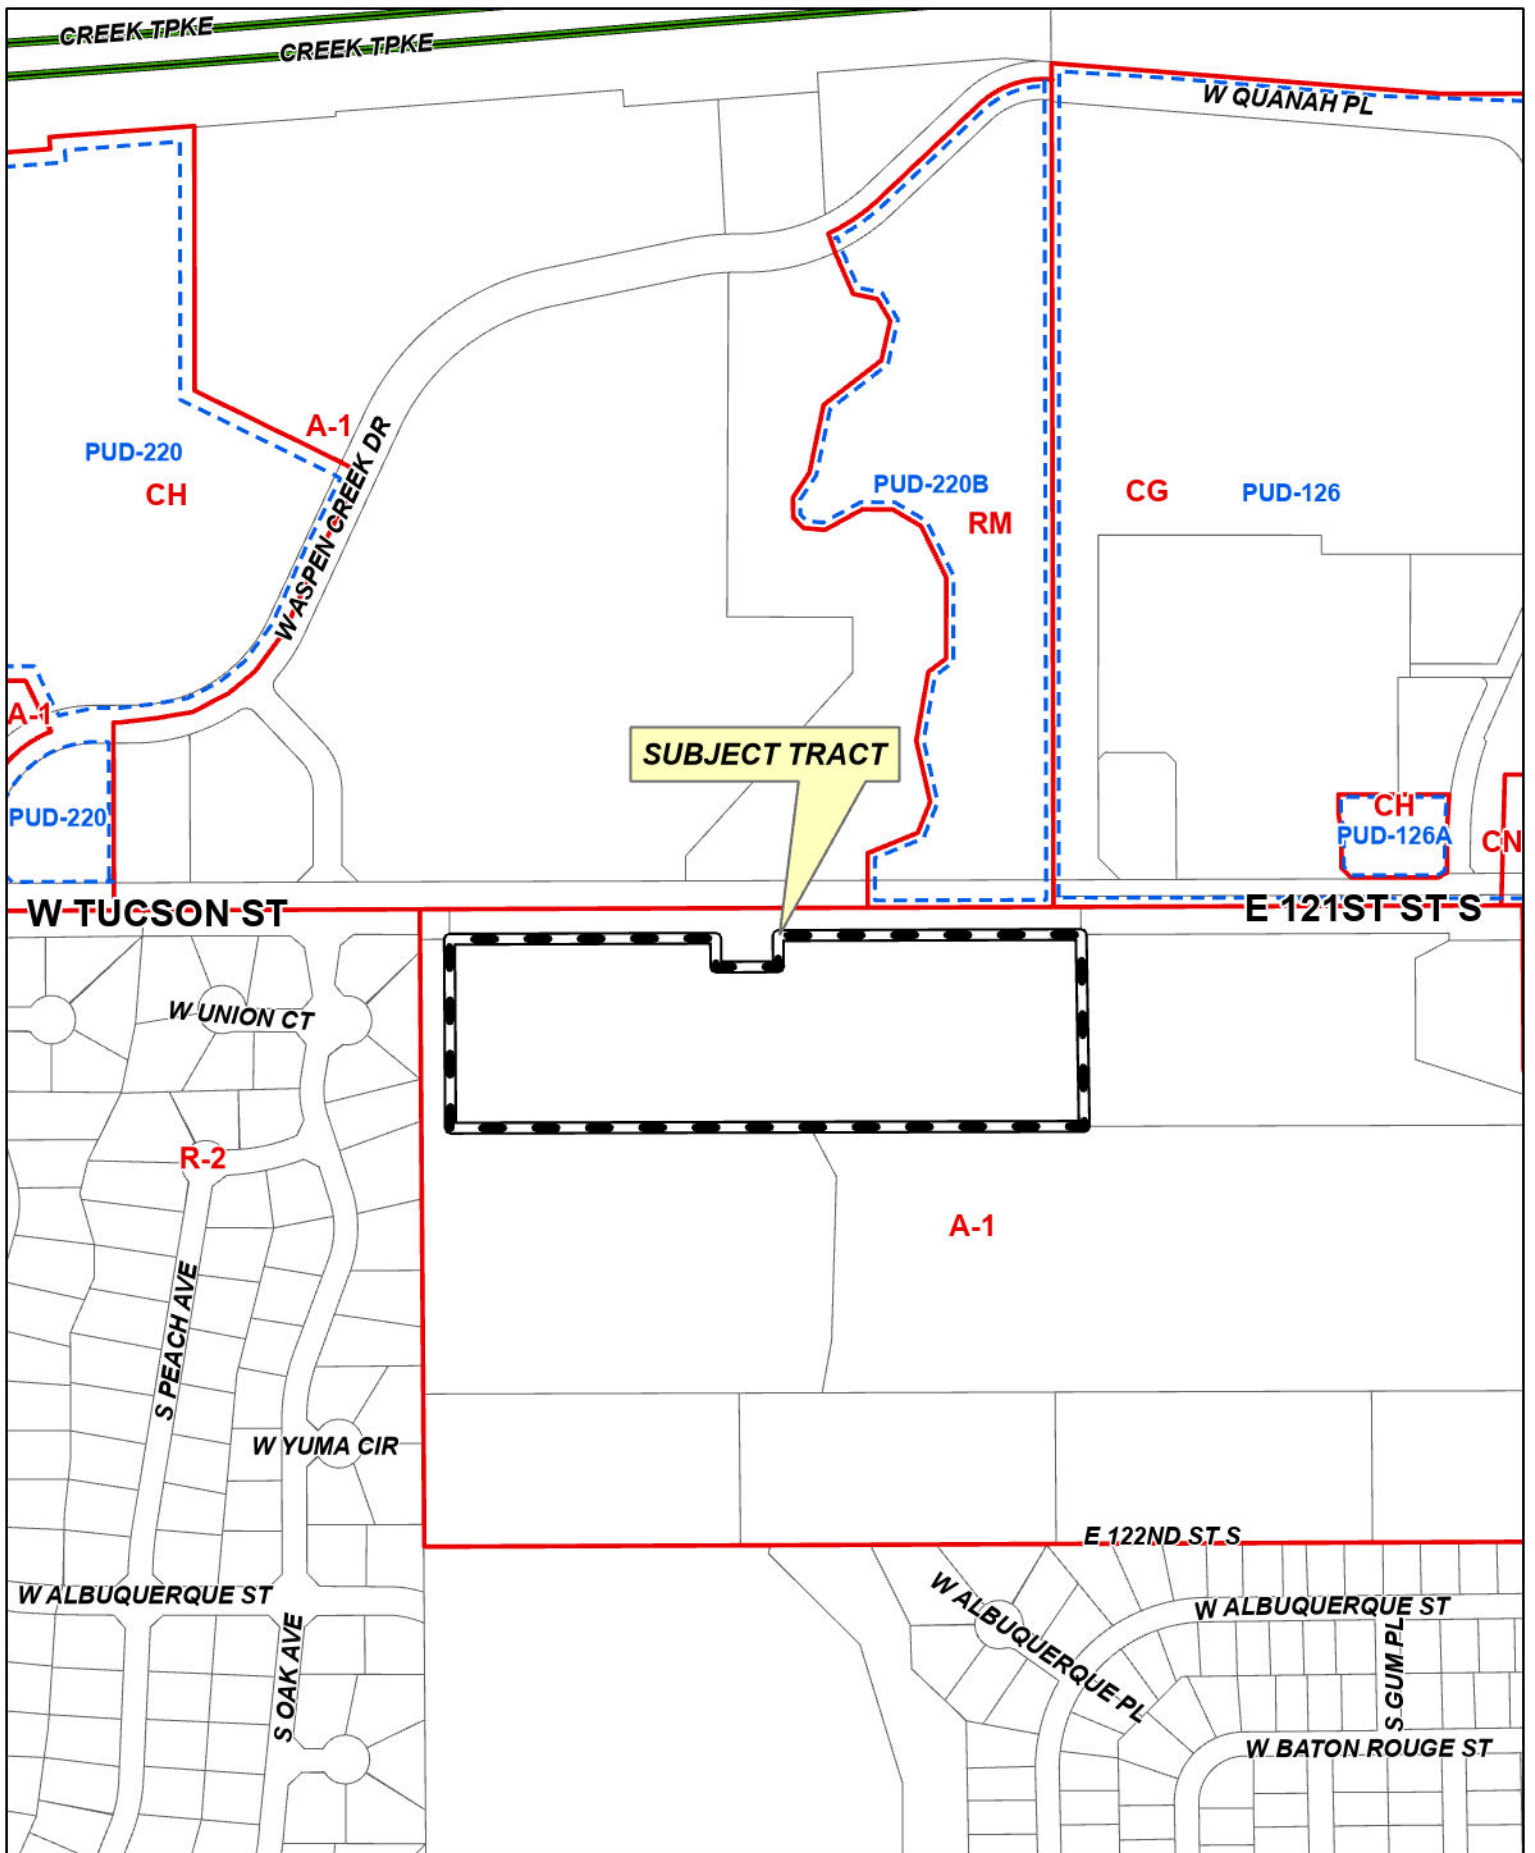 CREEK TPKE
CREEK TPKE
W QUANAH PL
A-1
W ASPEN CREEK DR
PUD-220
CH
PUD-220B
RM
CG
PUD-126
A-1
SUBJECT TRACT
PUD-220
CH
PUD-126A
CN
W TUCSON ST
E 121ST ST S
W UNION CT
R-2
A-1
S PEACH AVE
W YUMA CIR
E 122ND ST S
W ALBUQUERQUE ST
W ALBUQUERQUE PL
W ALBUQUERQUE ST
S OAK AVE
S GUM PL
W BATON ROUGE ST